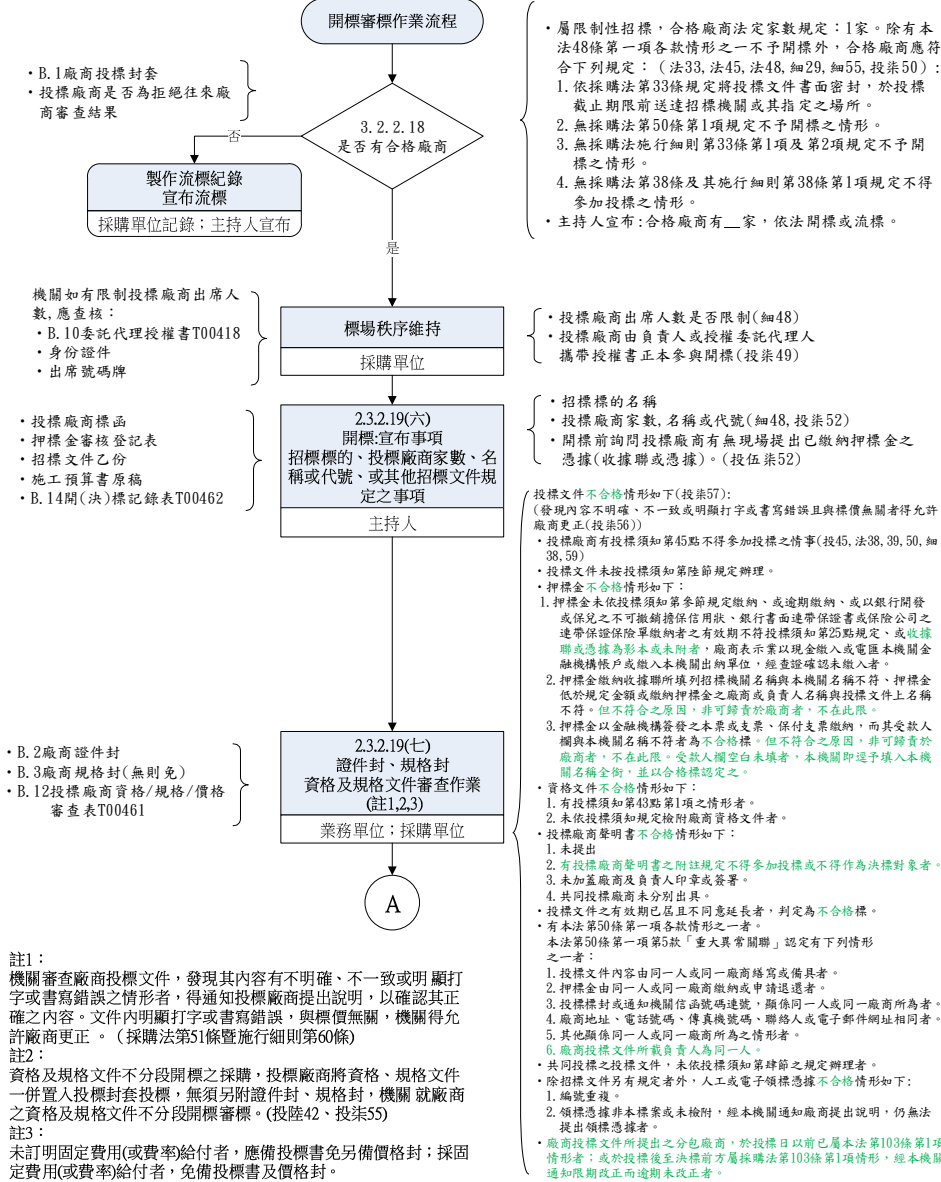 開標審標作業流程
・B.1廠商投標封套
・投標廠商是否為拒絕往來廠
商審查結果
3.2.2.18
是否有合格廠商
否
製作流標紀錄
宣布流標
採購單位記錄；主持人宣布
是
・屬限制性招標，合格廠商法定家數規定：1家。除有本
法48條第一項各款情形之一不予開標外，合格廠商應符
合下列規定：（法33,法45,法48,細29,細55,投柒50）:
1.依採購法第33條規定將投標文件書面密封，於投標
截止期限前送達招標機關或其指定之場所。
2.無採購法第50條第1項規定不予開標之情形。
3.無採購法施行細則第33條第1項及第2項規定不予開
標之情形。
4.無採購法第38條及其施行細則第38條第1項規定不得
參加投標之情形。
・主持人宣布:合格廠商有__家，依法開標或流標。
機關如有限制投標廠商出席人
數,應查核：
・B.10委託代理授權書T00418
・身份證件
・出席號碼牌
標場秩序維持
採購單位
・投標廠商出席人數是否限制(細48)
・投標廠商由負責人或授權委託代理人
攜帶授權書正本參與開標(投柒49)
・投標廠商標函
・押標金審核登記表
・招標文件乙份
・施工預算書原稿
・B.14開(決)標記錄表T00462
2.3.2.19(六)
開標:宣布事項
招標標的、投標廠商家數、名
稱或代號、或其他招標文件規
定之事項
主持人
・招標標的名稱
・投標廠商家數,名稱或代號(細48,投柒52)
・開標前詢問投標廠商有無現場提出已繳納押標金之
憑據(收據聯或憑據)。(投伍柒52)
・B.2廠商證件封
・B.3廠商規格封(無則免)
・B.12投標廠商資格/規格/價格
審查表T00461
2.3.2.19(七)
證件封、規格封
資格及規格文件審查作業
(註1,2,3)
業務單位；採購單位
A
投標文件不合格情形如下(投柒57):
(發現內容不明確、不一致或明顯打字或書寫錯誤且與標價無關者得允許
廠商更正(投柒56))
・投標廠商有投標須知第45點不得參加投標之情事(投45,法38,39,50,細
38,59)
・投標文件未按投標須知第陸節規定辦理。
・押標金不合格情形如下：
1.押標金未依投標須知第參節規定繳納、或逾期繳納、或以銀行開發
或保兌之不可撤銷擔保信用狀、銀行書面連帶保證書或保險公司之
連帶保證保險單繳納者之有效期不符投標須知第25點規定、或收據
聯或憑據為影本或未附者，廠商表示業以現金繳入或電匯本機關金
融機構帳戶或繳入本機關出納單位，經查證確認未繳入者。
2.押標金繳納收據聯所填列招標機關名稱與本機關名稱不符、押標金
低於規定金額或繳納押標金之廠商或負責人名稱與投標文件上名稱
不符。但不符合之原因，非可歸責於廠商者，不在此限。
3.押標金以金融機構簽發之本票或支票、保付支票繳納，而其受款人
欄與本機關名稱不符者為不合格標。但不符合之原因，非可歸責於
廠商者，不在此限。受款人欄空白未填者，本機關即逕予填入本機
關名稱全銜，並以合格標認定之。
・資格文件不合格情形如下：
1.有投標須知第43點第1項之情形者。
2.未依投標須知規定檢附廠商資格文件者。
・投標廠商聲明書不合格情形如下：
1.未提出
2.有投標廠商聲明書之附註規定不得參加投標或不得作為決標對象者。
3.未加蓋廠商及負責人印章或簽署。
4.共同投標廠商未分別出具。
・投標文件之有效期已屆且不同意延長者，判定為不合格標。
・有本法第50條第一項各款情形之一者。
本法第50條第一項第5款「重大異常關聯」認定有下列情形
之一者：
1.投標文件內容由同一人或同一廠商繕寫或備具者。
2.押標金由同一人或同一廠商繳納或申請退還者。
3.投標標封或通知機關信函號碼連號，顯係同一人或同一廠商所為者。
4.廠商地址、電話號碼、傳真機號碼、聯絡人或電子郵件網址相同者。
5.其他顯係同一人或同一廠商所為之情形者。
6.廠商投標文件所載負責人為同一人。
・共同投標之投標文件，未依投標須知第肆節之規定辦理者。
・除招標文件另有規定者外，人工或電子領標憑據不合格情形如下:
1.編號重複。
2.領標憑據非本標案或未檢附，經本機關通知廠商提出說明，仍無法
提出領標憑據者。
・廠商投標文件所提出之分包廠商，於投標日以前已屬本法第103條第1項
情形者；或於投標後至決標前方屬採購法第103條第1項情形，經本機關
通知限期改正而逾期未改正者。
註1：
機關審查廠商投標文件，發現其內容有不明確、不一致或明 顯打
字或書寫錯誤之情形者，得通知投標廠商提出說明，以確認其正
確之內容。文件內明顯打字或書寫錯誤，與標價無關，機關得允
許廠商更正 。（採購法第51條暨施行細則第60條)
註2：
資格及規格文件不分段開標之採購，投標廠商將資格、規格文件
一併置入投標封套投標，無須另附證件封、規格封，機關 就廠商
之資格及規格文件不分段開標審標。(投陸42、投柒55)
註3：
未訂明固定費用(或費率)給付者，應備投標書免另備價格封；採固
定費用(或費率)給付者，免備投標書及價格封。